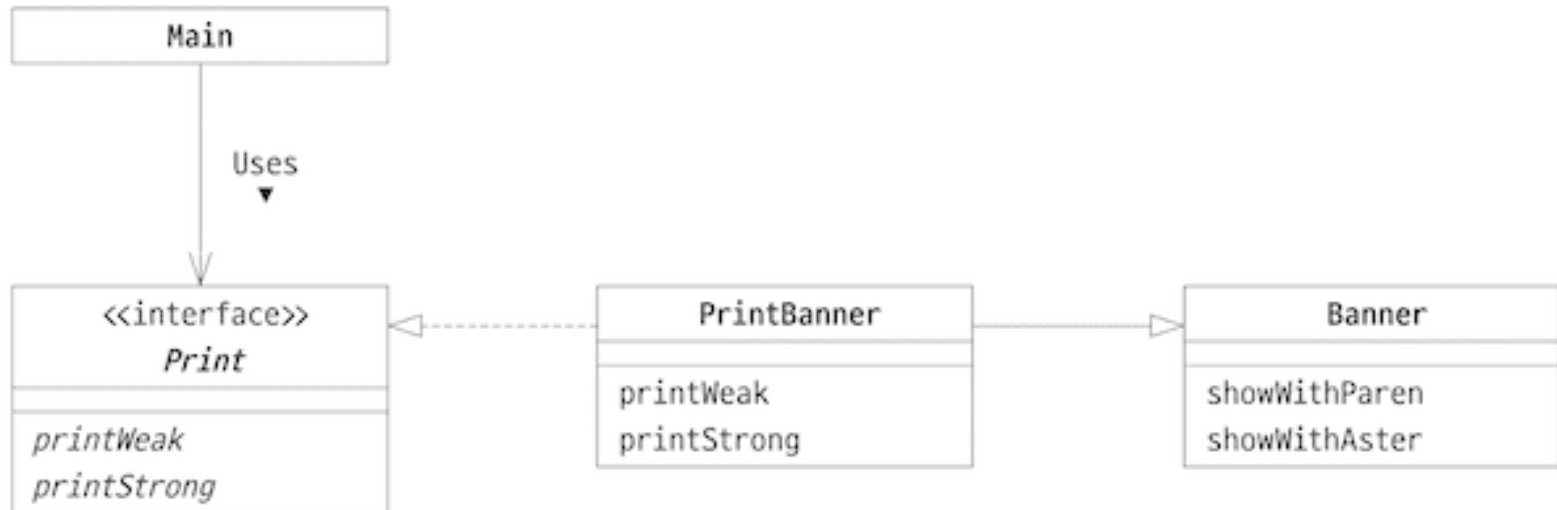 Main
Uses
▼
<<interface>>
Print
printWeak
printStrong
PrintBanner
printWeak
printStrong
Banner
showWithParen
showWithAster